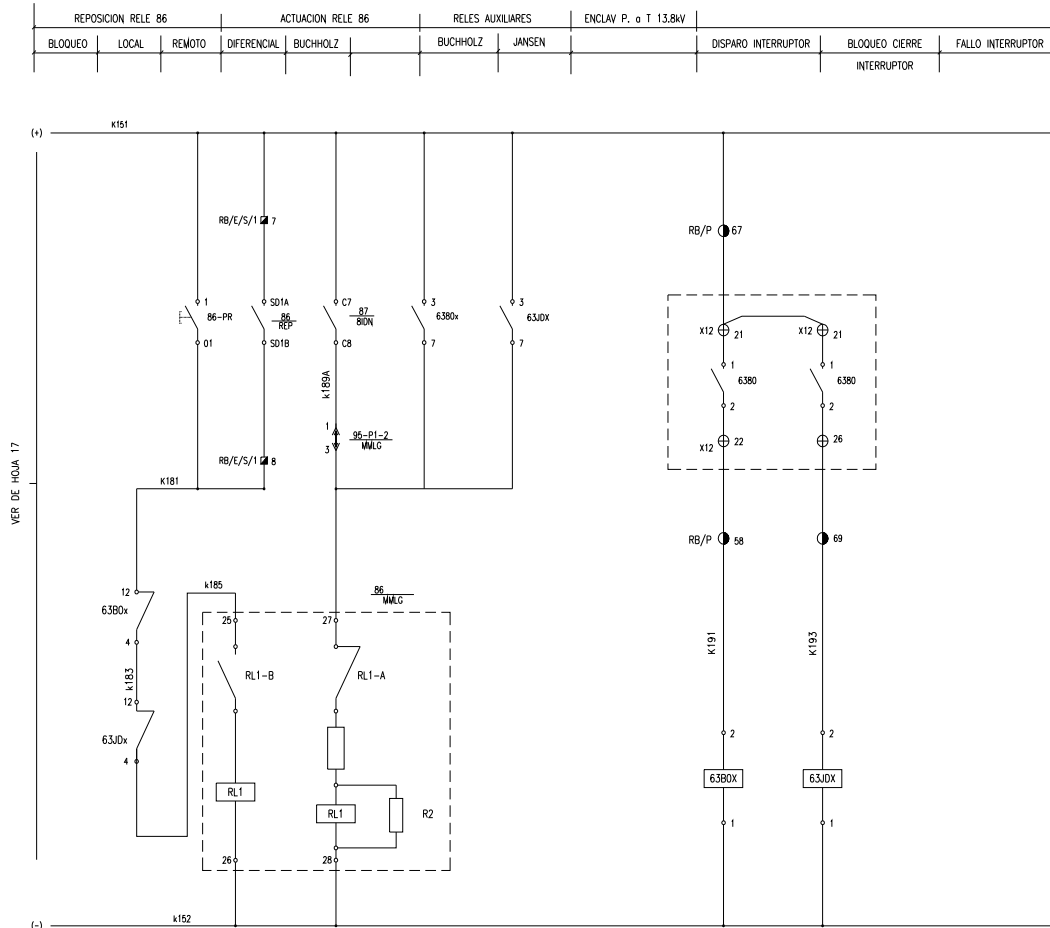 REPOSICION RELE 86
ACTUACION RELE 86
RELES AUXILIARES
ENCLAV P. a T 13.8kV
BLOQUEO
LOCAL
REMOTO
DIFERENCIAL
BUCHHOLZ
BUCHHOLZ
JANSEN
DISPARO INTERRUPTOR
BLOQUEO CIERRE
INTERRUPTOR
FALLO INTERRUPTOR
(+)
K151
RB/E/S/1 7
RB/P 67
1
86-PR
01
SD1A
86
REP
SD1B
C7
87
8IDN
C8
3
6380x
7
3
63JDX
7
X12 21
X12 21
1
6380
2
1
6380
2
X12 22
26
k189A
1
95-P1-2
3
MMLG
RB/E/S/1 8
K181
VER DE HOJA 17
RB/P 58
69
12
63B0x
4
k183
12
63JDx
4
k185
86
MMLG
25
27
RL1-B
RL1-A
RL1
RL1
R2
26
28
K191
K193
2
2
63B0X
63JDX
1
1
(-)
k152